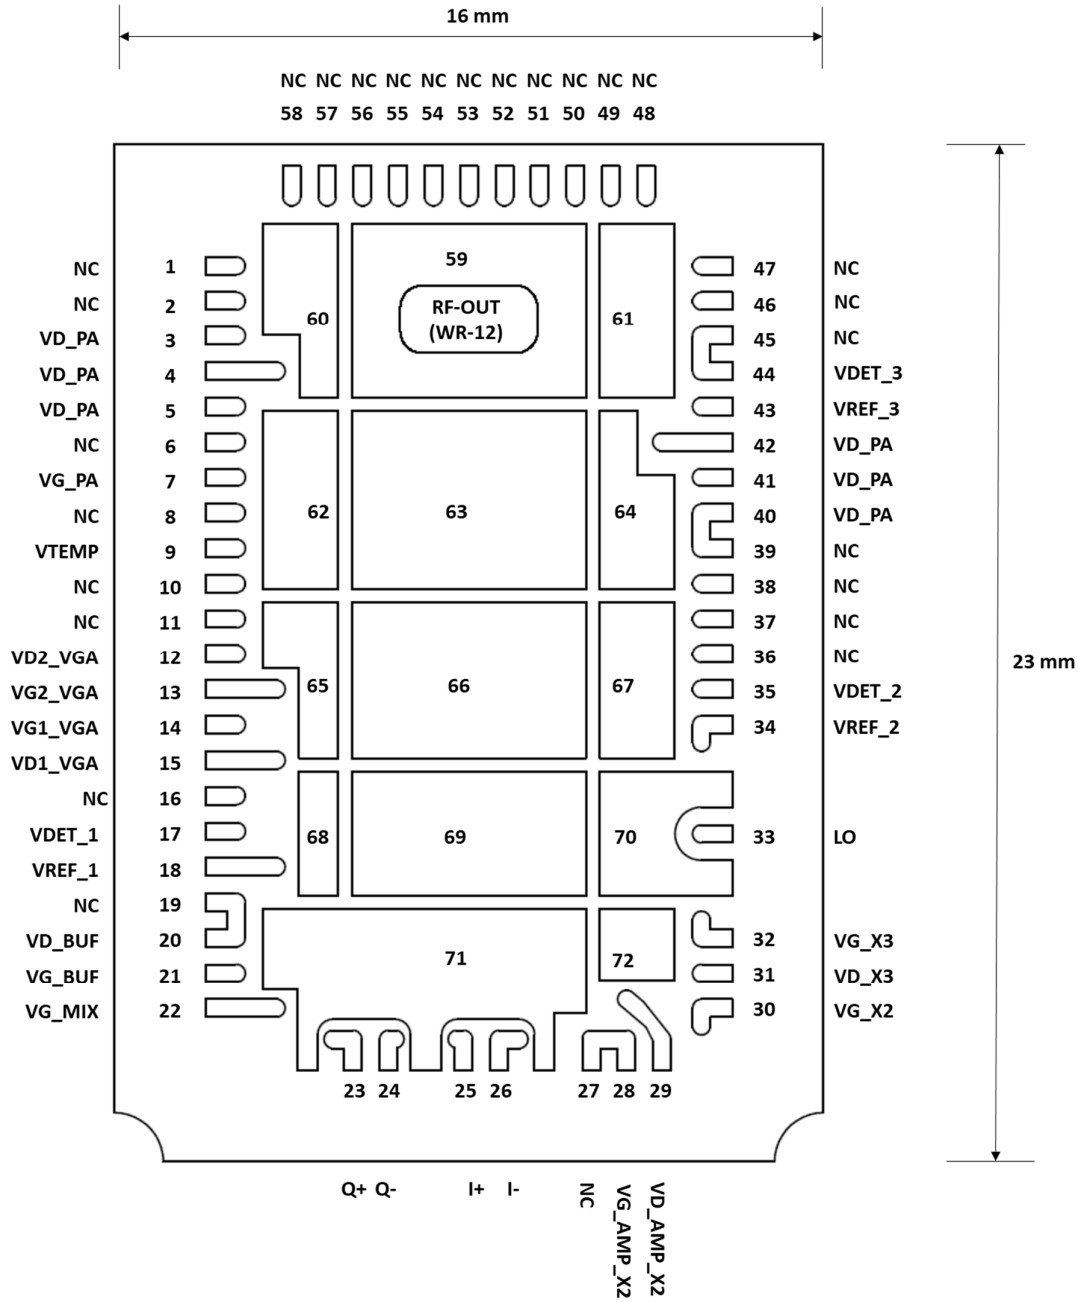 16 mm
NC NC NC NC NC NC NC NC NC NC NC
58 57 56 55 54 53 52 51 50 49 48
59
RF-OUT
(WR-12)
60
61
62
63
64
65
66
67
68
69
70
71
72
NC 1
NC 2
VD_PA 3
VD_PA 4
VD_PA 5
NC 6
VG_PA 7
NC 8
VTEMP 9
NC 10
NC 11
VD2_VGA 12
VG2_VGA 13
VG1_VGA 14
VD1_VGA 15
NC 16
VDET_1 17
VREF_1 18
NC 19
VD_BUF 20
VG_BUF 21
VG_MIX 22
47 NC
46 NC
45 NC
44 VDET_3
43 VREF_3
42 VD_PA
41 VD_PA
40 VD_PA
39 NC
38 NC
37 NC
36 NC
35 VDET_2
34 VREF_2
33 LO
32 VG_X3
31 VD_X3
30 VG_X2
23 mm
23 24 25 26 27 28 29
Q+ Q- I+ I-
NC
VG_AMP_X2
VD_AMP_X2